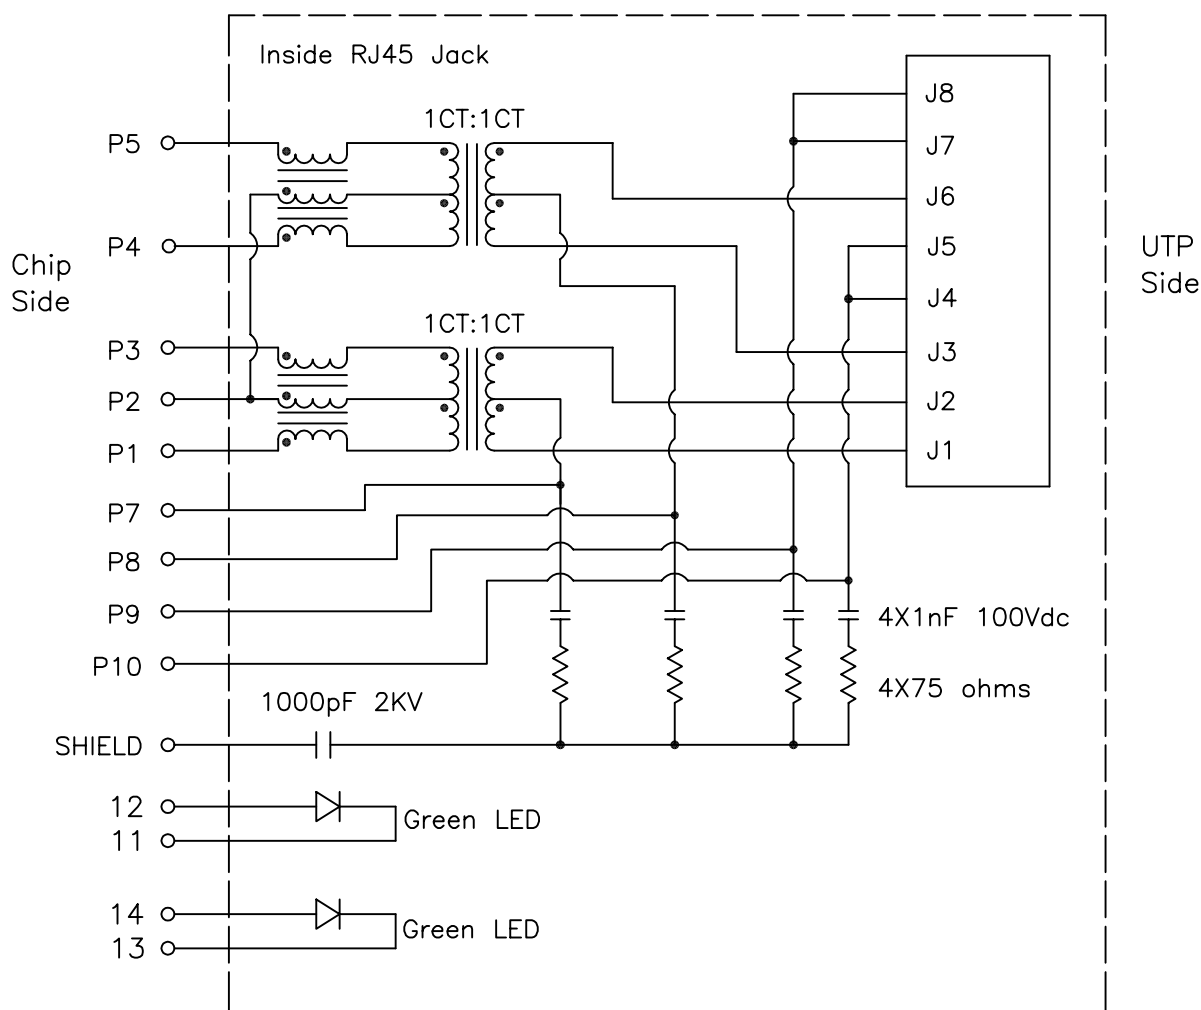 Inside RJ45 Jack
J8
1CT:1CT
P5
J7
J6
P4
J5
UTP
Chip
Side
Side
J4
1CT:1CT
P3
J3
P2
J2
P1
J1
P7
P8
P9
4X1nF 100Vdc
P10
4X75 ohms
1000pF 2KV
SHIELD
12
Green LED
11
14
Green LED
13